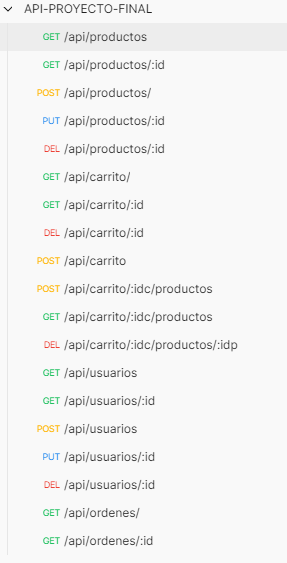 API-PROYECTO-FINAL
GET /api/productos
GET /api/productos/:id
POST /api/productos/
PUT /api/productos/:id
DEL /api/productos/:id
GET /api/carrito/
GET /api/carrito/:id
DEL /api/carrito/:id
POST /api/carrito
POST /api/carrito/:idc/productos
GET /api/carrito/:idc/productos
DEL /api/carrito/:idc/productos/:idp
GET /api/usuarios
GET /api/usuarios/:id
POST /api/usuarios
PUT /api/usuarios/:id
DEL /api/usuarios/:id
GET /api/ordenes/
GET /api/ordenes/:id